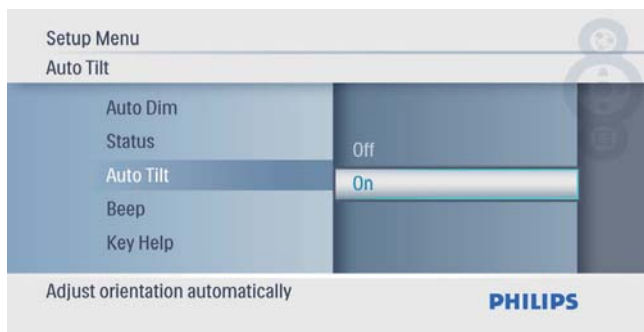 Setup Menu
Auto Tilt
Auto Dim
Status
Auto Tilt
Beep
Key Help
Off
On
Adjust orientation automatically
PHILIPS